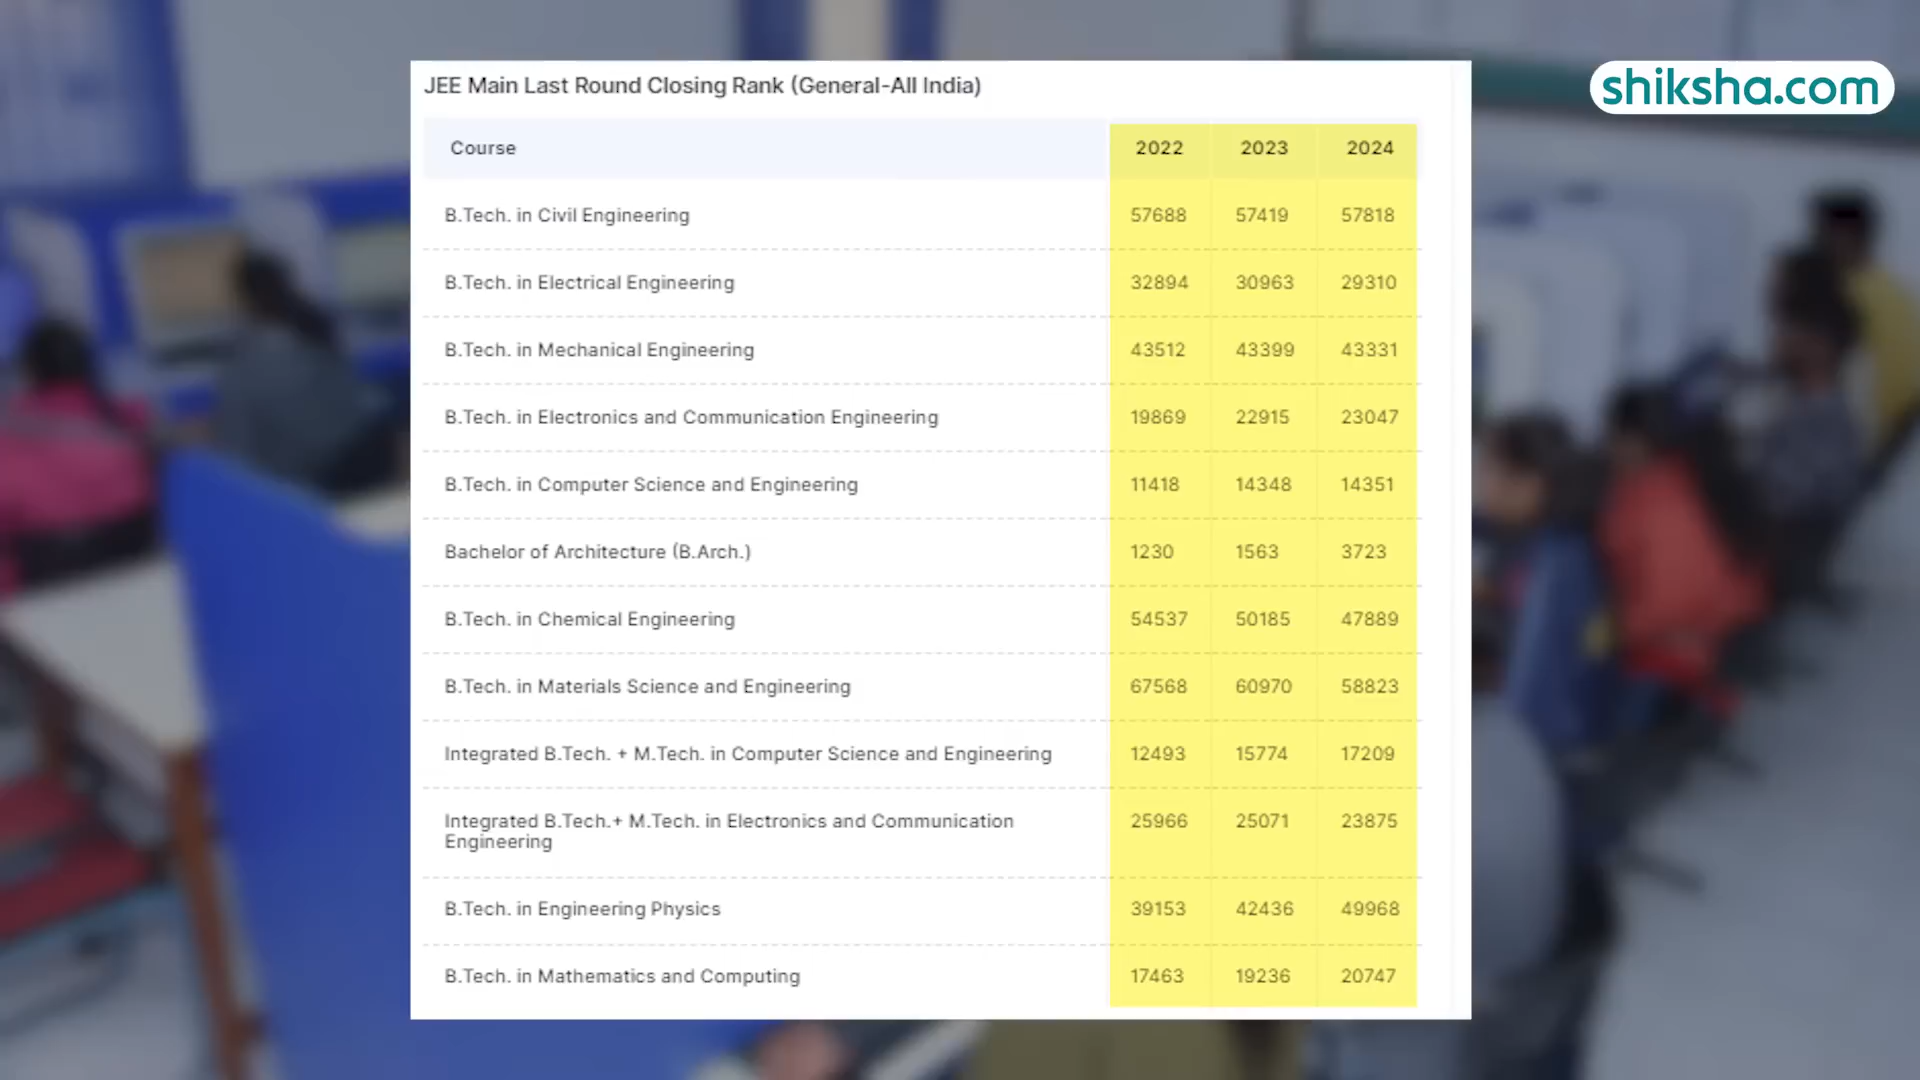 shiksha.com
JEE Main Last Round Closing Rank (General-All India)
Course 2022 2023 2024
B.Tech. in Civil Engineering 57688 57419 57818
B.Tech. in Electrical Engineering 32894 30963 29310
B.Tech. in Mechanical Engineering 43512 43399 43331
B.Tech. in Electronics and Communication Engineering 19869 22915 23047
B.Tech. in Computer Science and Engineering 11418 14348 14351
Bachelor of Architecture (B.Arch.) 1230 1563 3723
B.Tech. in Chemical Engineering 54537 50185 47889
B.Tech. in Materials Science and Engineering 67568 60970 58823
Integrated B.Tech. + M.Tech. in Computer Science and Engineering 12493 15774 17209
Integrated B.Tech.+ M.Tech. in Electronics and Communication 25966 25071 23875
Engineering
B.Tech. in Engineering Physics 39153 42436 49968
B.Tech. in Mathematics and Computing 17463 19236 20747